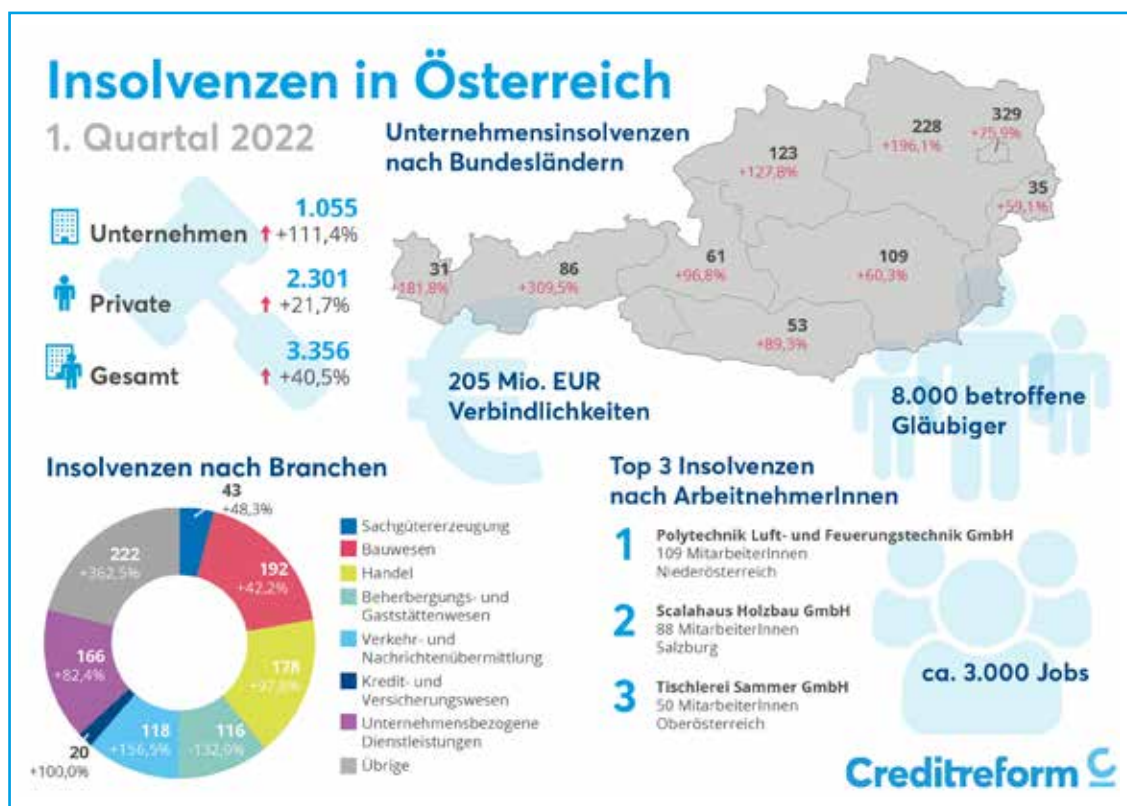 Insolvenzen in Österreich
1. Quartal 2022
Unternehmen
1.055
+111,4%
Private
2.301
+21,7%
Gesamt
3.356
+40,5%
Unternehmensinsolvenzen
nach Bundesländern
329
+75,9%
228
+196,1%
123
+127,8%
35
+59,1%
31
+181,8%
86
+309,5%
61
+96,8%
109
+60,3%
53
+89,3%
205 Mio. EUR
Verbindlichkeiten
8.000 betroffene
Gläubiger
Insolvenzen nach Branchen
43
+48,3%
192
+42,2%
178
116
118
+156,5%
20
+100,0%
166
+82,4%
222
+362,5%
Sachgütererzeugung
Bauwesen
Handel
Beherbergungs- und
Gaststättenwesen
Verkehr- und
Nachrichtenübermittlung
Kredit- und
Versicherungswesen
Unternehmensbezogene
Dienstleistungen
Übrige
Top 3 Insolvenzen
nach ArbeitnehmerInnen
1
Polytechnik Luft- und Feuerungstechnik GmbH
109 MitarbeiterInnen
Niederösterreich
2
Scalahaus Holzbau GmbH
88 MitarbeiterInnen
Salzburg
3
Tischlerei Sammer GmbH
50 MitarbeiterInnen
Oberösterreich
ca. 3.000 Jobs
Creditreform